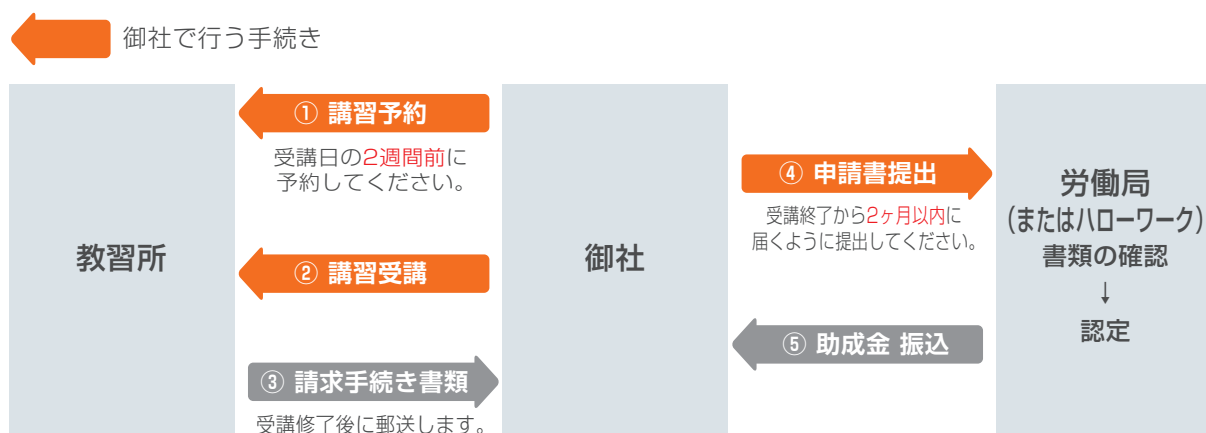 御社で行う手続き
教習所
① 講習予約
受講日の2週間前に
予約してください。
② 講習受講
③ 請求手続き書類
受講修了後に郵送します。
御社
④ 申請書提出
受講終了から2ヶ月以内に
届くように提出してください。
⑤ 助成金 振込
労働局
(またはハローワーク)
書類の確認
↓
認定